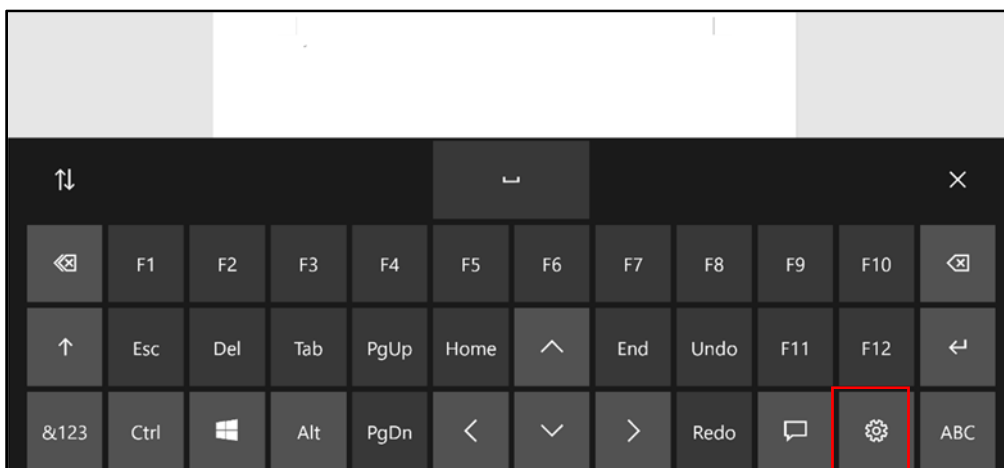 F1 F2 F3 F4 F5 F6 F7 F8 F9 F10
Esc Del Tab PgUp Home End Undo F11 F12
&123 Ctrl Alt PgDn Redo ABC